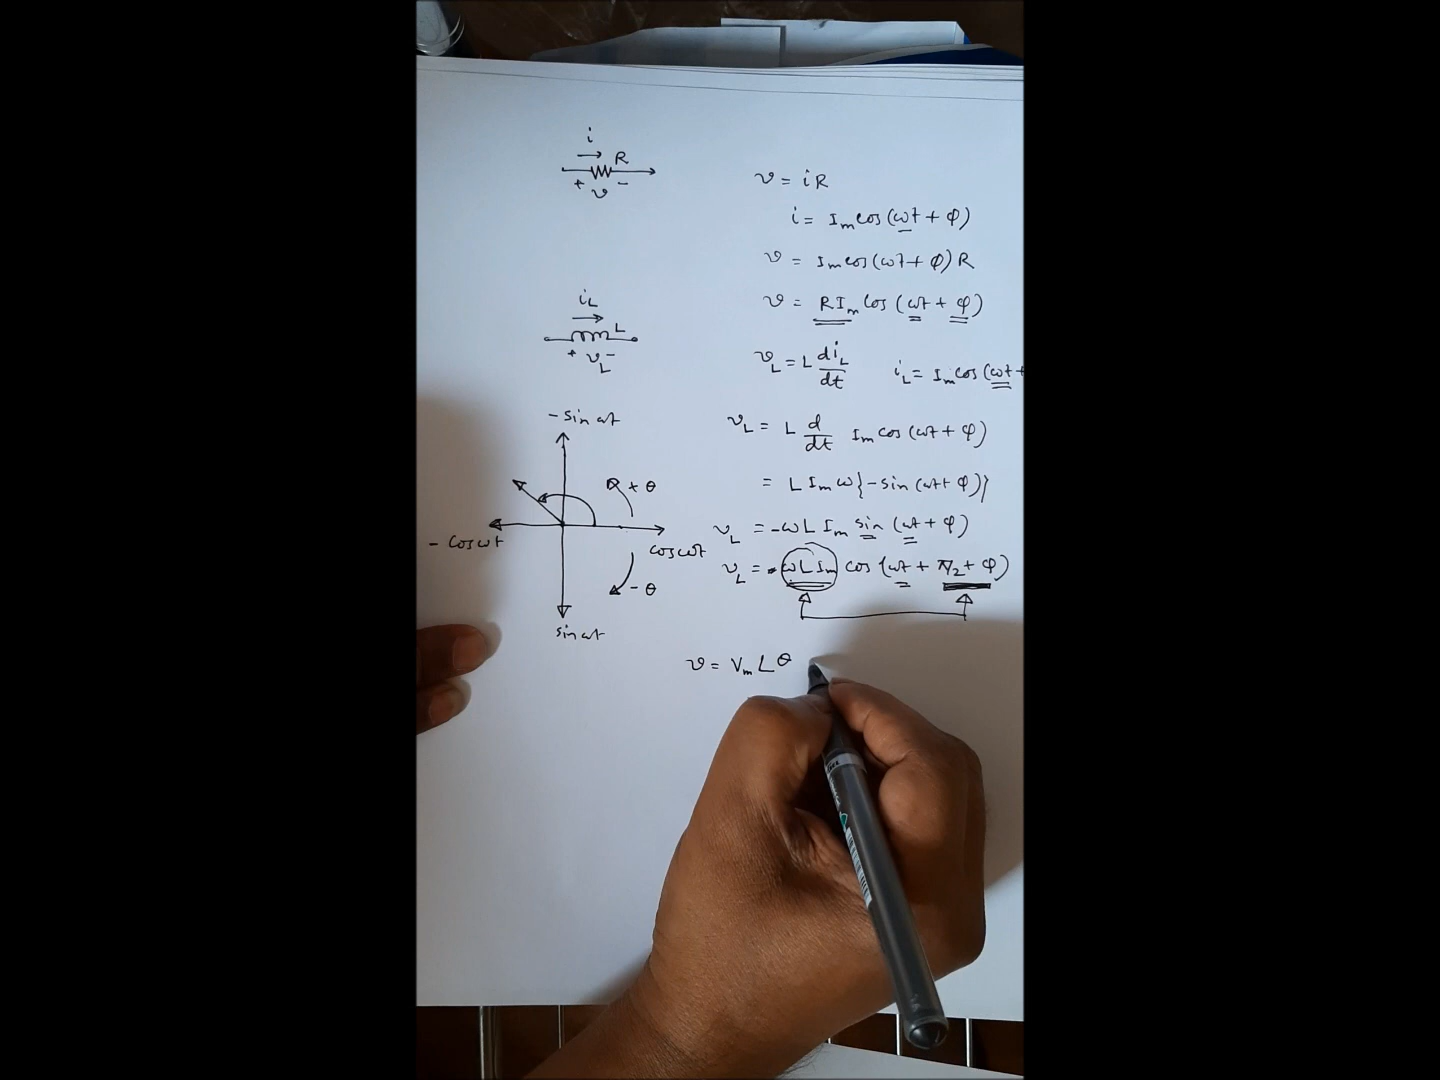 i
R
+ v -
v = iR
i = Im cos(ωt + φ)
v = Im cos(ωt + φ)R
v = RIm cos (ωt + φ)
iL
L
+ vL -
vL = L diL/dt iL = Im cos(ωt +
- sin ωt
vL = L d/dt Im cos(ωt + φ)
+ θ
= L Im ω{-sin(ωt + φ)}
- cos ωt
cos ωt
vL = -ωL Im sin (ωt + φ)
vL = ωLIm cos (ωt + π/2 + φ)
- θ
sin ωt
v = Vm ∠θ